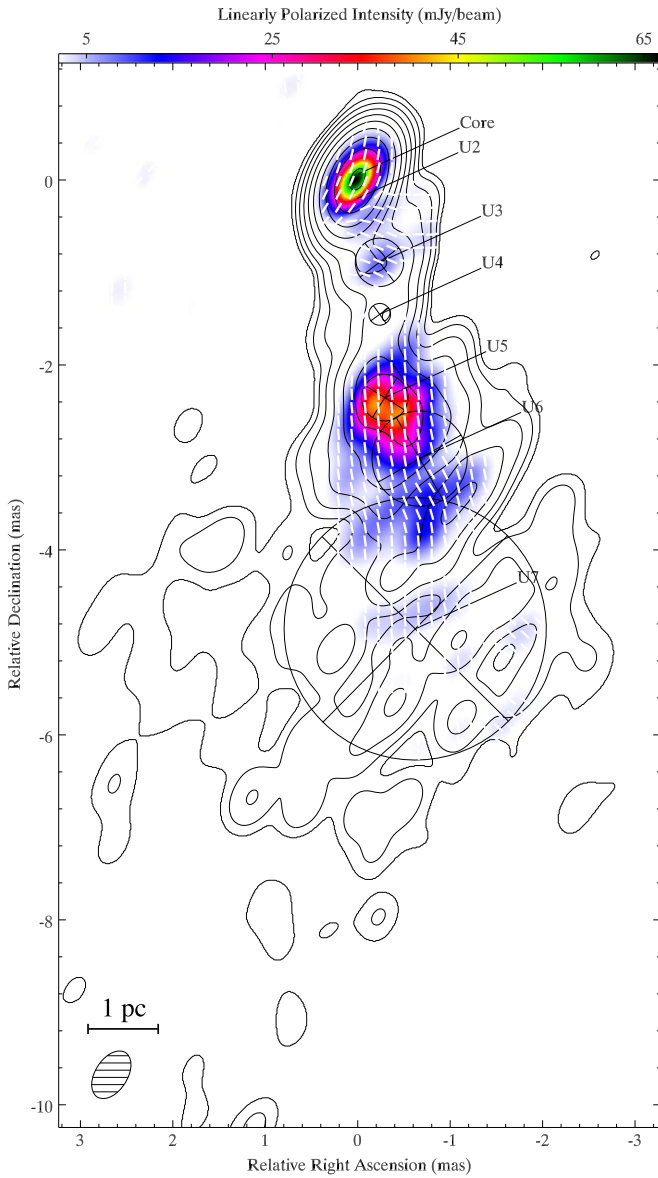 Linearly Polarized Intensity (mJy/beam)
5 25 45 65
Core
U2
0
U3
U4
U5
-2
U6
Relative Declination (mas)
-4
U7
-6
-8
1 pc
-10
3 2 1 0 -1 -2 -3
Relative Right Ascension (mas)